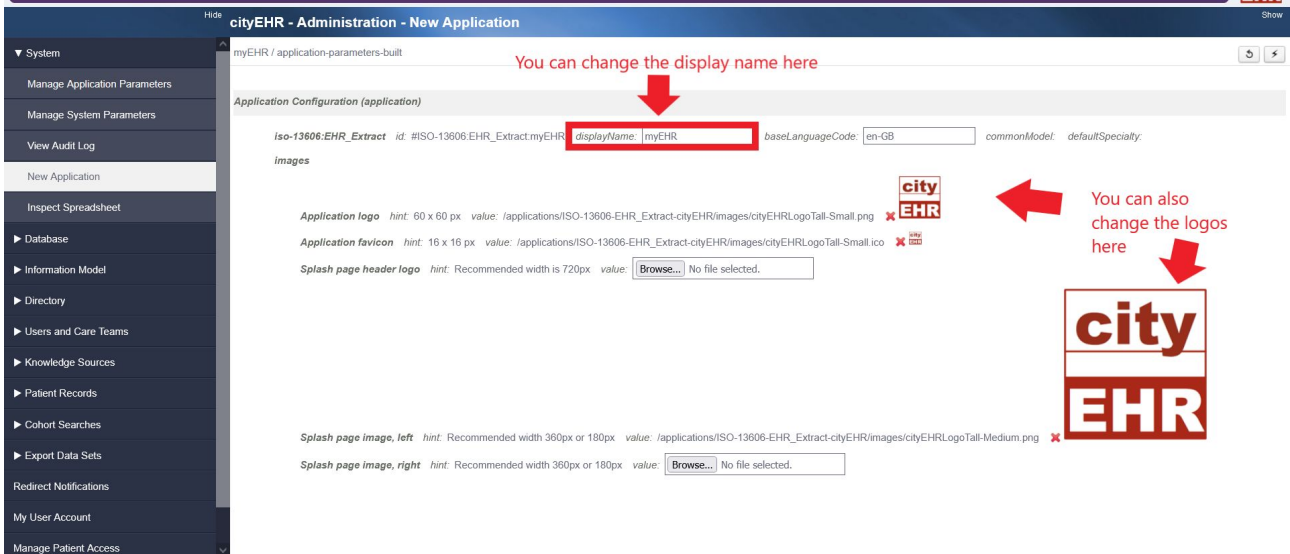 Hide
cityEHR - Administration - New Application
Show
▼ System
myEHR / application-parameters-built
You can change the display name here
Manage Application Parameters
Application Configuration (application)
Manage System Parameters
iso-13606:EHR_Extract id: #ISO-13606:EHR_Extract:myEHR displayName: myEHR baseLanguageCode: en-GB commonModel: defaultSpecialty:
View Audit Log
images
New Application
city
EHR
You can also
change the logos
here
Inspect Spreadsheet
Application logo hint: 60 x 60 px value: /applications/ISO-13606-EHR_Extract-cityEHR/images/cityEHRLogoTall-Small.png
► Database
Application favicon hint: 16 x 16 px value: /applications/ISO-13606-EHR_Extract-cityEHR/images/cityEHRLogoTall-Small.ico
city
EHR
► Information Model
Splash page header logo hint: Recommended width is 720px value: Browse... No file selected.
► Directory
► Users and Care Teams
city
EHR
► Knowledge Sources
► Patient Records
► Cohort Searches
Splash page image, left hint: Recommended width 360px or 180px value: /applications/ISO-13606-EHR_Extract-cityEHR/images/cityEHRLogoTall-Medium.png
► Export Data Sets
Splash page image, right hint: Recommended width 360px or 180px value: Browse... No file selected.
Redirect Notifications
My User Account
Manage Patient Access